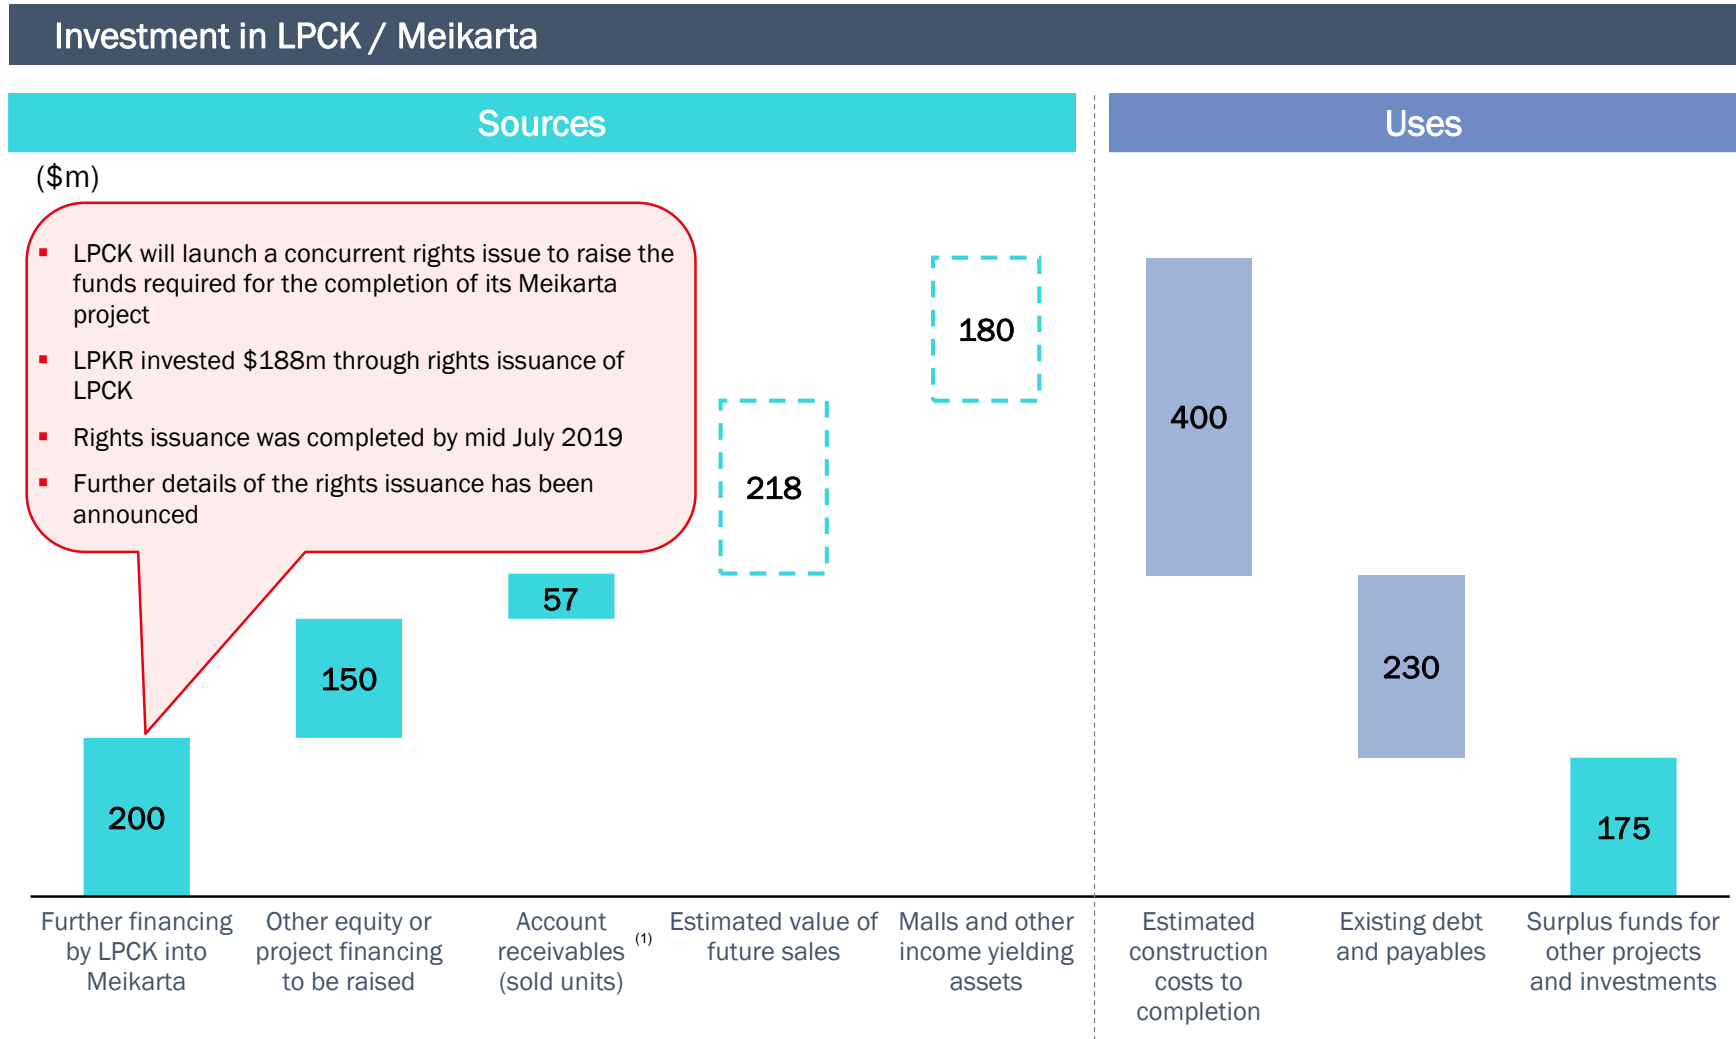 Investment in LPCK / Meikarta
Sources
Uses
($m)
▪ LPCK will launch a concurrent rights issue to raise the
funds required for the completion of its Meikarta
project
▪ LPKR invested $188m through rights issuance of
LPCK
▪ Rights issuance was completed by mid July 2019
▪ Further details of the rights issuance has been
announced
200
150
57
218
180
400
230
175
Further financing
by LPCK into
Meikarta
Other equity or
project financing
to be raised
Account
receivables (1)
(sold units)
Estimated value of
future sales
Malls and other
income yielding
assets
Estimated
construction
costs to
completion
Existing debt
and payables
Surplus funds for
other projects
and investments